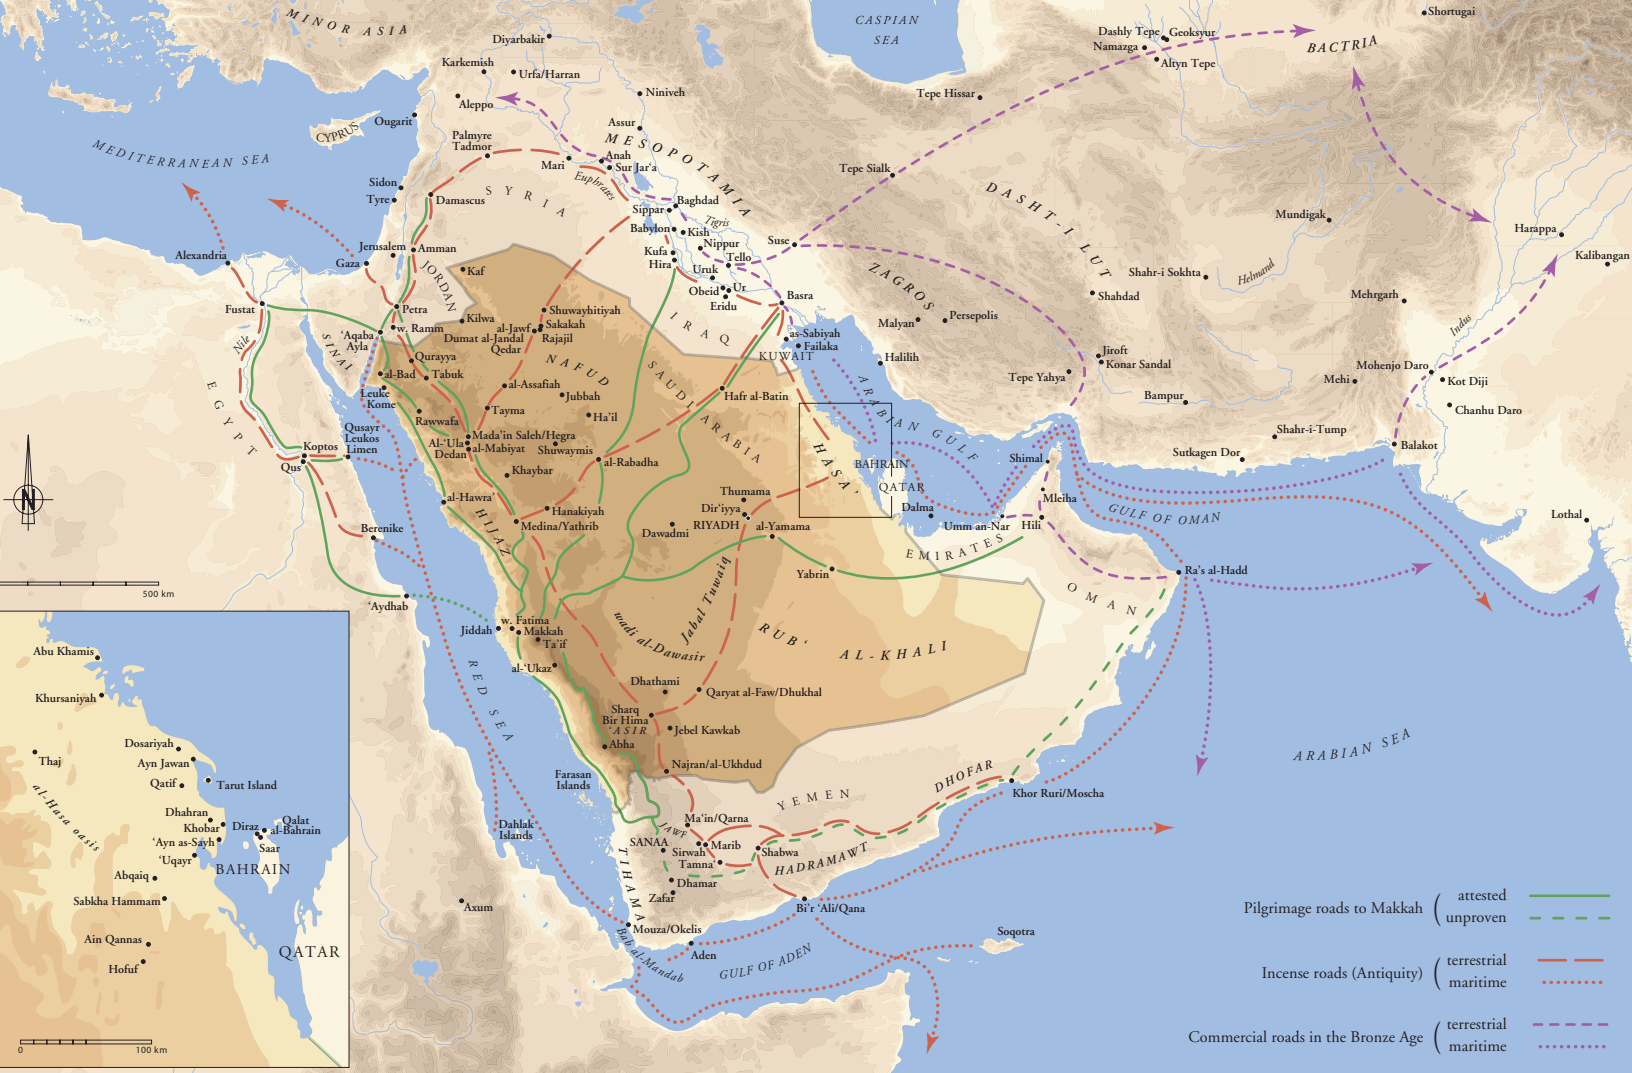 MINOR ASIA
CASPIAN
SEA
BACTRIA
Shortugai
Dashly Tepe
Geoksyur
Namazga
Altyn Tepe
Diyarbakir
Karkemish
Urfa/Harran
Niniveh
Tepe Hissar
Aleppo
Ougarit
CYPRUS
Assur
MESOPOTAMIA
MEDITERRANEAN SEA
Palmyre
Tadmor
Mari
Anah
Sur Jar'a
Euphrates
Tepe Sialk
DASHT-I LUT
Sidon
Tyre
SYRIA
Damascus
Sippar
Baghdad
Tigris
Babylon
Kish
Nippur
Suse
Mundigak
Harappa
Jerusalem
Amman
Kufa
Hira
Tello
Uruk
Alexandria
Gaza
JORDAN
Kaf
Obeid
Ur
Eridu
Basra
ZAGROS
Shahr-i Sokhta
Helmand
Kalibangan
Shahdad
Mehrgarh
Fustat
Petra
Kilwa
Shuwayhitiyah
al-Jawf
Sakakah
Dumat al-Jandal
Rajajil
Qedar
IRAQ
as-Sabiyah
Failaka
KUWAIT
Malyan
Persepolis
Indus
Nile
SINAI
'Aqaba
Ayla
w. Ramm
Qurayya
al-Bad
Tabuk
NAFUD
SAUDI ARABIA
Halilih
Jiroft
Konar Sandal
Tepe Yahya
Mohenjo Daro
Mehi
Kot Diji
EGYPT
Leuke
Kome
al-Assafiah
Jubbah
Hafr al-Batin
ARABIAN GULF
Bampur
Chanhu Daro
Rawwafa
Tayma
Ha'il
Qusayr
Leukos
Limen
Koptos
Qus
Al-'Ula
Dedan
Mada'in Saleh/Hegra
al-Mabiyat
Shuwaymis
al-Rabadha
HASA'
BAHRAIN
QATAR
Shahr-i-Tump
Sutkagen Dor
Balakot
N
Khaybar
Shimal
Mleiha
al-Hawra'
HIJAZ
Hanakiyah
Medina/Yathrib
Thumama
Dir'iyya
RIYADH
al-Yamama
Dawadmi
Dalma
Umm an-Nar
Hili
GULF OF OMAN
Lothal
Berenike
EMIRATES
Yabrin
Ra's al-Hadd
OMAN
500 km
'Aydhab
Jiddah
w. Fatima
Makkah
Ta'if
al-'Ukaz
wadi al-Dawasir
Jabal Tuwaiq
RUB'
AL-KHALI
RED SEA
Dhathami
Qaryat al-Faw/Dhukhal
Sharq
Bir Hima
'ASIR
Jebel Kawkab
Abha
ARABIAN SEA
Najran/al-Ukhdud
Farasan
Islands
DHOFAR
Khor Ruri/Moscha
YEMEN
Dahlak
Islands
Ma'in/Qarna
JAWF
SANAA
Sirwah
Marib
Tamna'
Shabwa
HADRAMAWT
TIHAMA
Dhamar
Zafar
Axum
Bi'r 'Ali/Qana
Mouza/Okelis
Bab al-Mandab
Aden
GULF OF ADEN
Soqotra
Abu Khamis
Khursaniyah
Dosariyah
Thaj
Ayn Jawan
Qatif
Tarut Island
al-Hasa oasis
Dhahran
Khobar
Diraz
Qalat
al-Bahrain
'Ayn as-Sayh
Saar
'Uqayr
Abqaiq
BAHRAIN
Sabkha Hammam
Ain Qannas
QATAR
Hofuf
0
100 km
Pilgrimage roads to Makkah ( attested
unproven
Incense roads (Antiquity) ( terrestrial
maritime
Commercial roads in the Bronze Age ( terrestrial
maritime